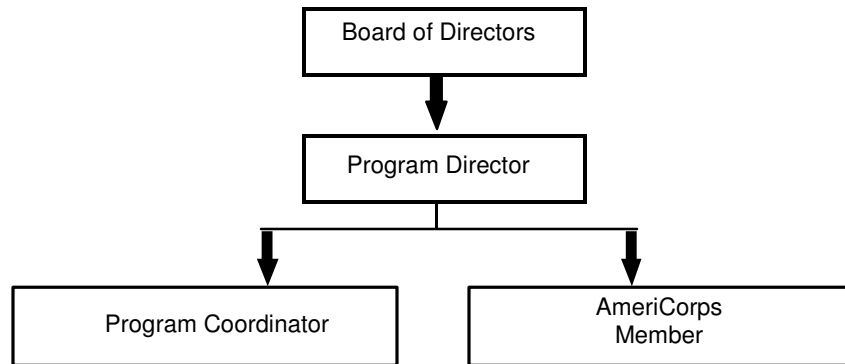 Board of Directors
Program Director
Program Coordinator
AmeriCorps
Member